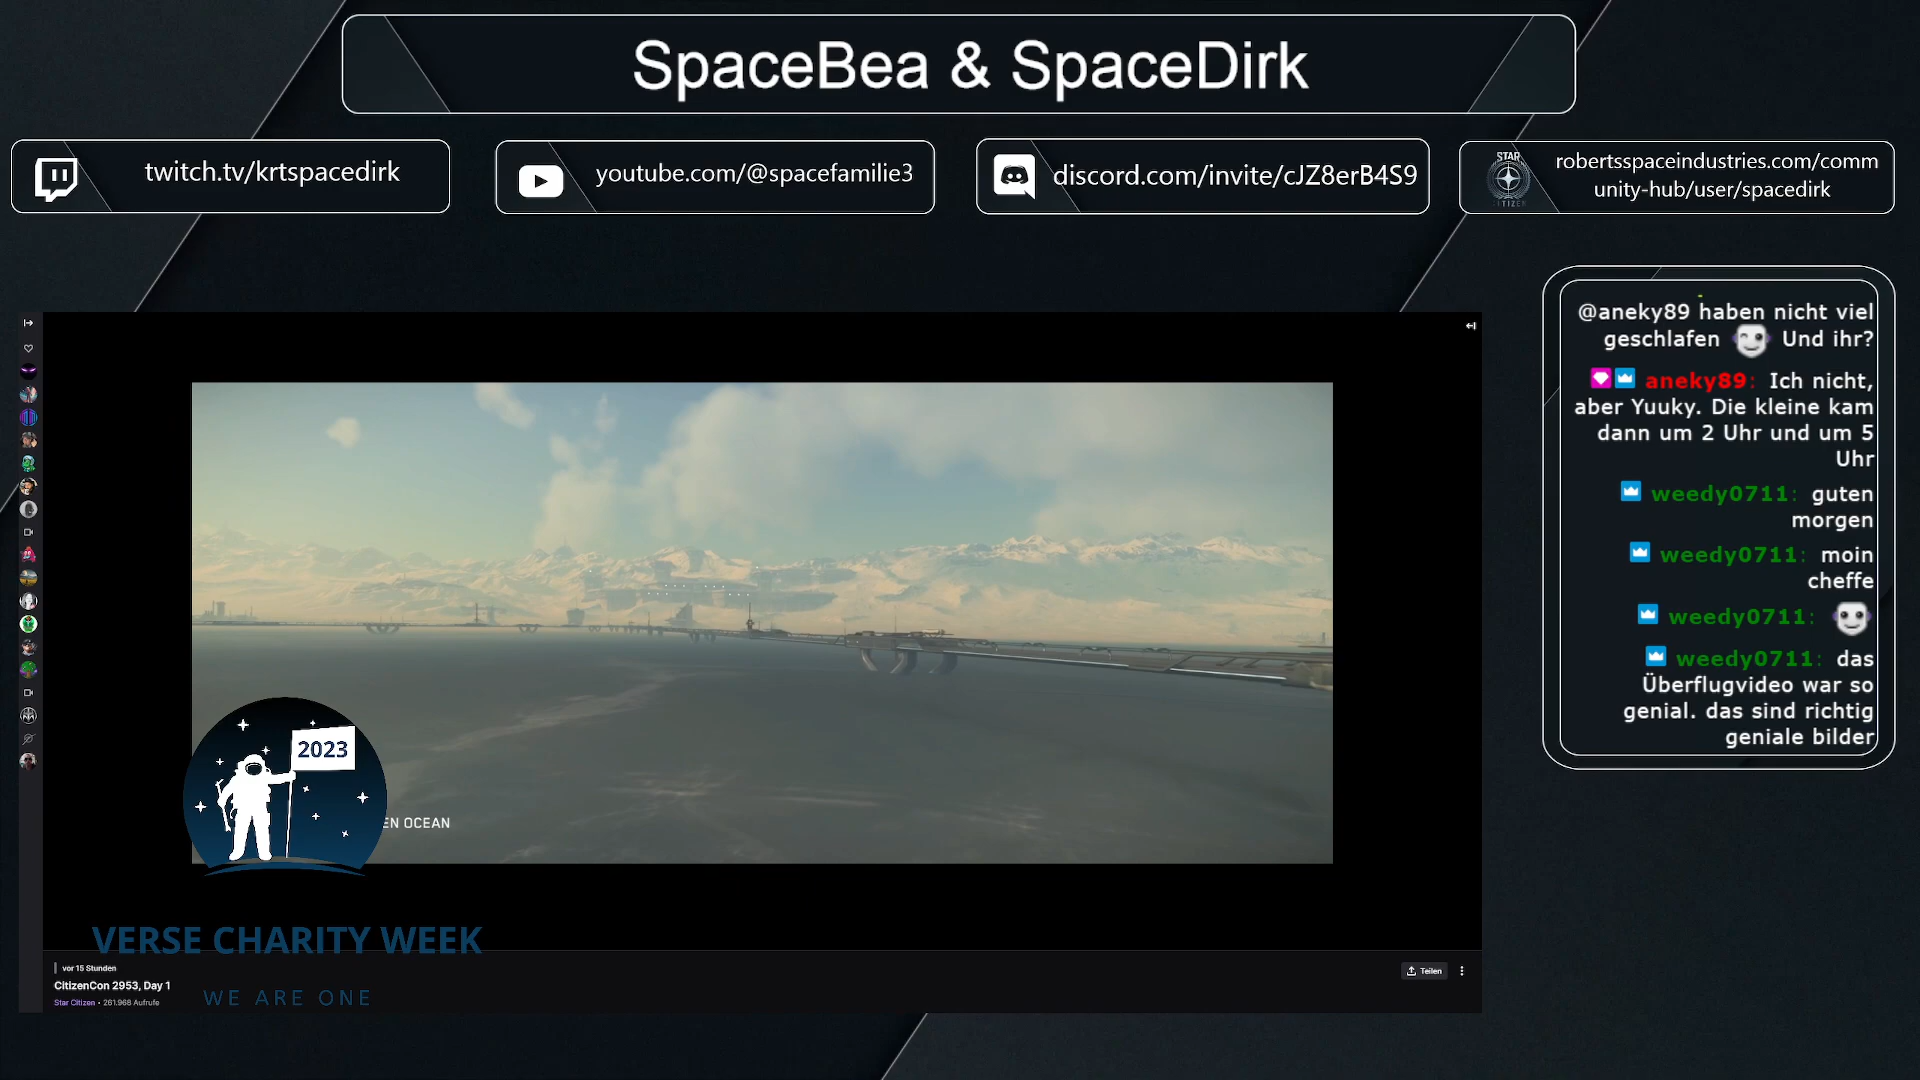 SpaceBea & SpaceDirk
twitch.tv/krtspacedirk
youtube.com/@spacefamilie3
discord.com/invite/cJZ8erB4S9
STAR
CITIZEN
robertsspaceindustries.com/comm
unity-hub/user/spacedirk
@aneky89 haben nicht viel
geschlafen Und ihr?
aneky89: Ich nicht,
aber Yuuky. Die kleine kam
dann um 2 Uhr und um 5
Uhr
weedy0711: guten
morgen
weedy0711: moin
cheffe
weedy0711:
weedy0711: das
Überflugvideo war so
genial. das sind richtig
geniale bilder
2023
EN OCEAN
VERSE CHARITY WEEK
WE ARE ONE
vor 15 Stunden
CitizenCon 2953, Day 1
Star Citizen • 261.968 Aufrufe
Teilen